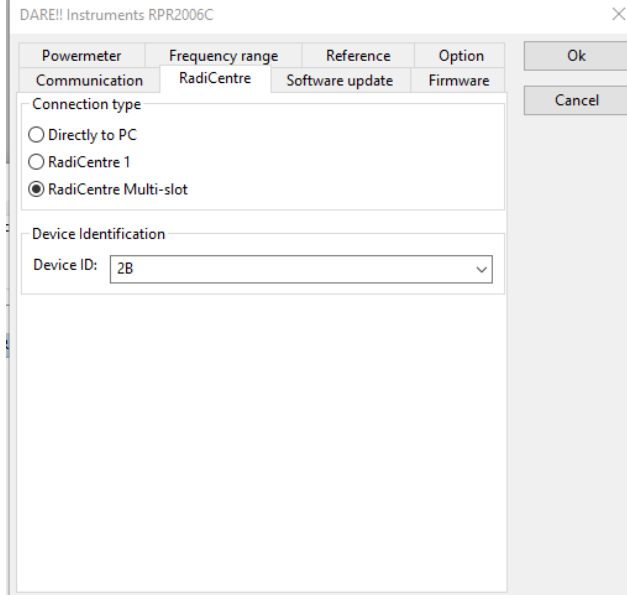 DARE!! Instruments RPR2006C
Powermeter Frequency range Reference Option
Communication RadiCentre Software update Firmware
Ok
Cancel
Connection type
Directly to PC
RadiCentre 1
RadiCentre Multi-slot
Device Identification
Device ID: 2B